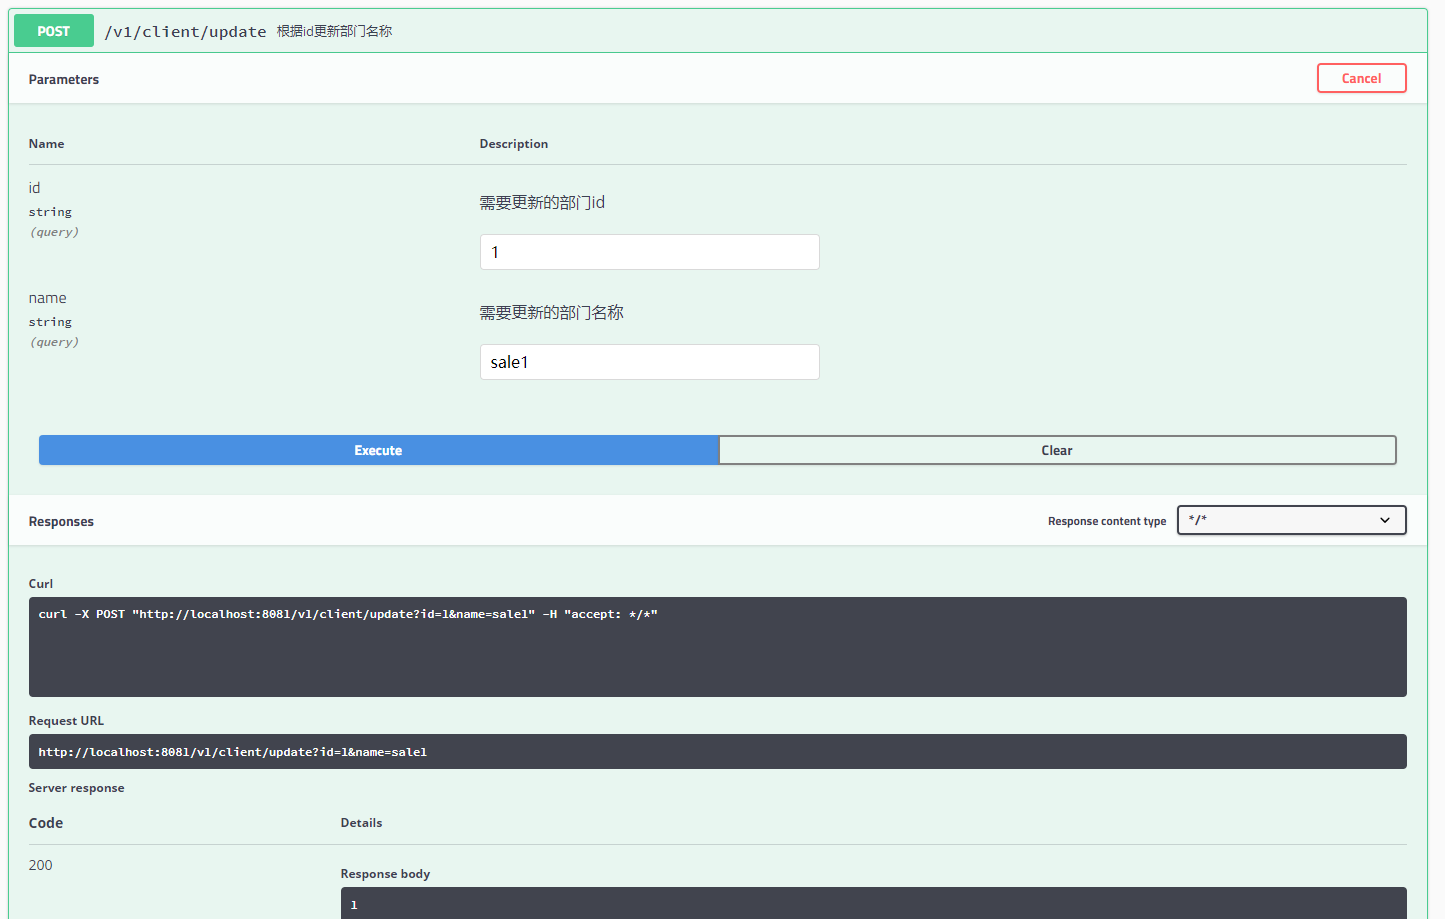 POST /v1/client/update 根据id更新部门名称
Parameters Cancel
Name Description
id
string
(query)
需要更新的部门id
1
name
string
(query)
需要更新的部门名称
sale1
Execute Clear
Responses Response content type */*
Curl
curl -X POST "http://localhost:8081/v1/client/update?id=1&name=sale1" -H "accept: */*"
Request URL
http://localhost:8081/v1/client/update?id=1&name=sale1
Server response
Code Details
200
Response body
1